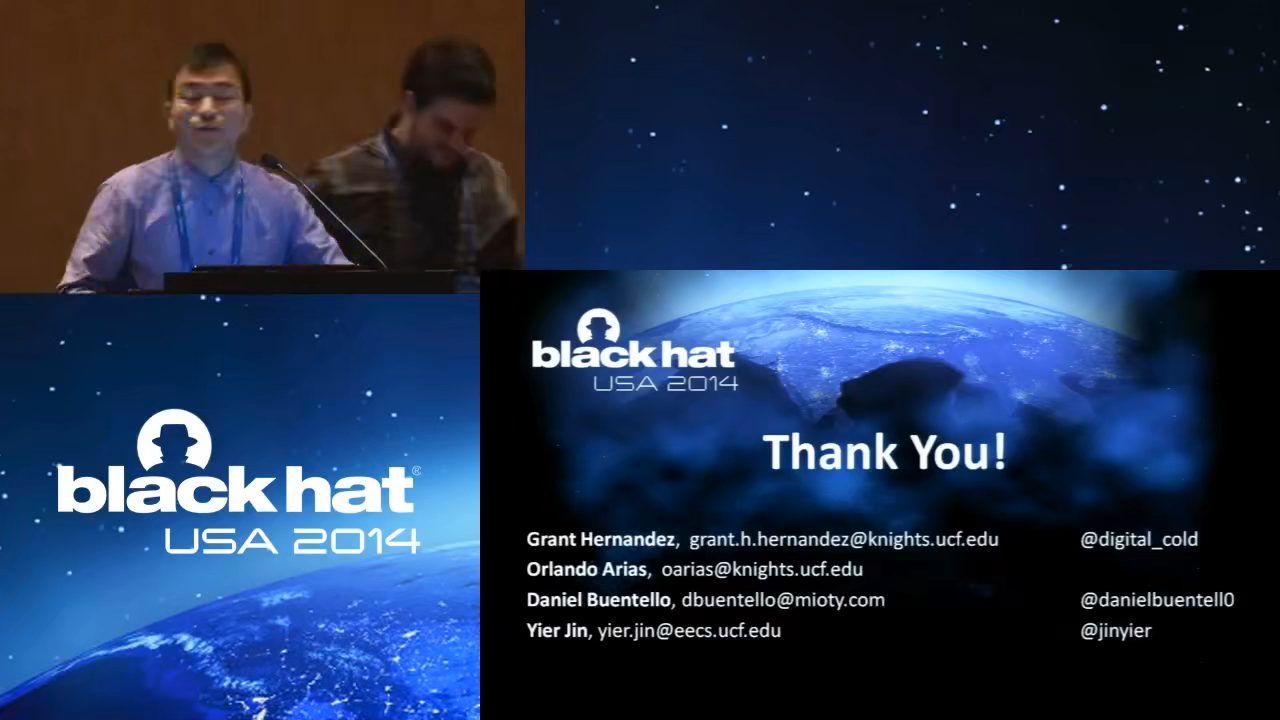 black hat®
USA 2014
black hat
USA 2014
Thank You!
Grant Hernandez, grant.h.hernandez@knights.ucf.edu @digital_cold
Orlando Arias, oarias@knights.ucf.edu
Daniel Buentello, dbuentello@mioty.com @danielbuentell0
Yier Jin, yier.jin@eecs.ucf.edu @jinyier